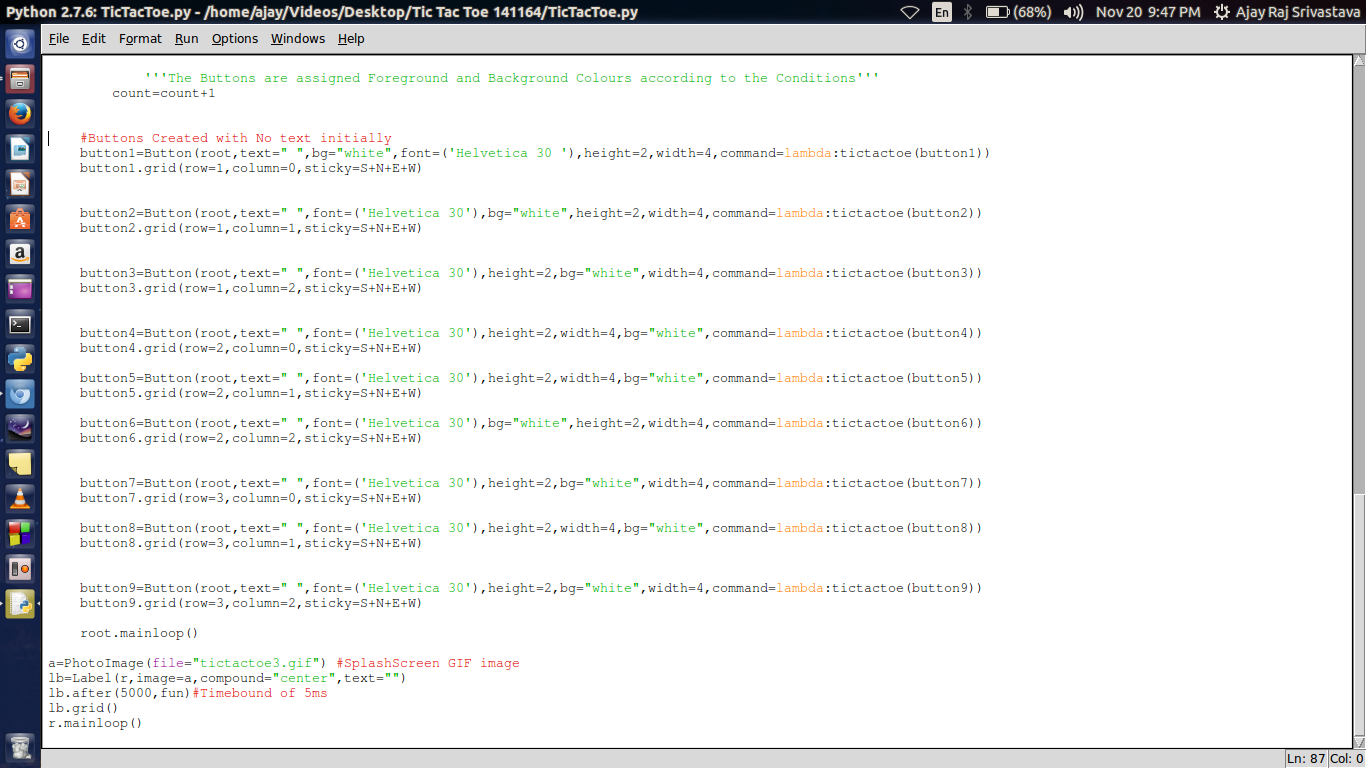 Python 2.7.6: TicTacToe.py - /home/ajay/Videos/Desktop/Tic Tac Toe 141164/TicTacToe.py En (68%) Nov 20 9:47 PM Ajay Raj Srivastava
File Edit Format Run Options Windows Help
'''The Buttons are assigned Foreground and Background Colours according to the Conditions'''
count=count+1
#Buttons Created with No text initially
button1=Button(root,text=" ",bg="white",font=('Helvetica 30 '),height=2,width=4,command=lambda:tictactoe(button1))
button1.grid(row=1,column=0,sticky=S+N+E+W)
button2=Button(root,text=" ",font=('Helvetica 30'),bg="white",height=2,width=4,command=lambda:tictactoe(button2))
button2.grid(row=1,column=1,sticky=S+N+E+W)
button3=Button(root,text=" ",font=('Helvetica 30'),height=2,bg="white",width=4,command=lambda:tictactoe(button3))
button3.grid(row=1,column=2,sticky=S+N+E+W)
button4=Button(root,text=" ",font=('Helvetica 30'),height=2,width=4,bg="white",command=lambda:tictactoe(button4))
button4.grid(row=2,column=0,sticky=S+N+E+W)
button5=Button(root,text=" ",font=('Helvetica 30'),height=2,width=4,bg="white",command=lambda:tictactoe(button5))
button5.grid(row=2,column=1,sticky=S+N+E+W)
button6=Button(root,text=" ",font=('Helvetica 30'),bg="white",height=2,width=4,command=lambda:tictactoe(button6))
button6.grid(row=2,column=2,sticky=S+N+E+W)
button7=Button(root,text=" ",font=('Helvetica 30'),height=2,bg="white",width=4,command=lambda:tictactoe(button7))
button7.grid(row=3,column=0,sticky=S+N+E+W)
button8=Button(root,text=" ",font=('Helvetica 30'),height=2,width=4,bg="white",command=lambda:tictactoe(button8))
button8.grid(row=3,column=1,sticky=S+N+E+W)
button9=Button(root,text=" ",font=('Helvetica 30'),height=2,bg="white",width=4,command=lambda:tictactoe(button9))
button9.grid(row=3,column=2,sticky=S+N+E+W)
root.mainloop()
a=PhotoImage(file="tictactoe3.gif") #SplashScreen GIF image
lb=Label(r,image=a,compound="center",text="")
lb.after(5000,fun)#Timebound of 5ms
lb.grid()
r.mainloop()
Ln: 87 Col: 0